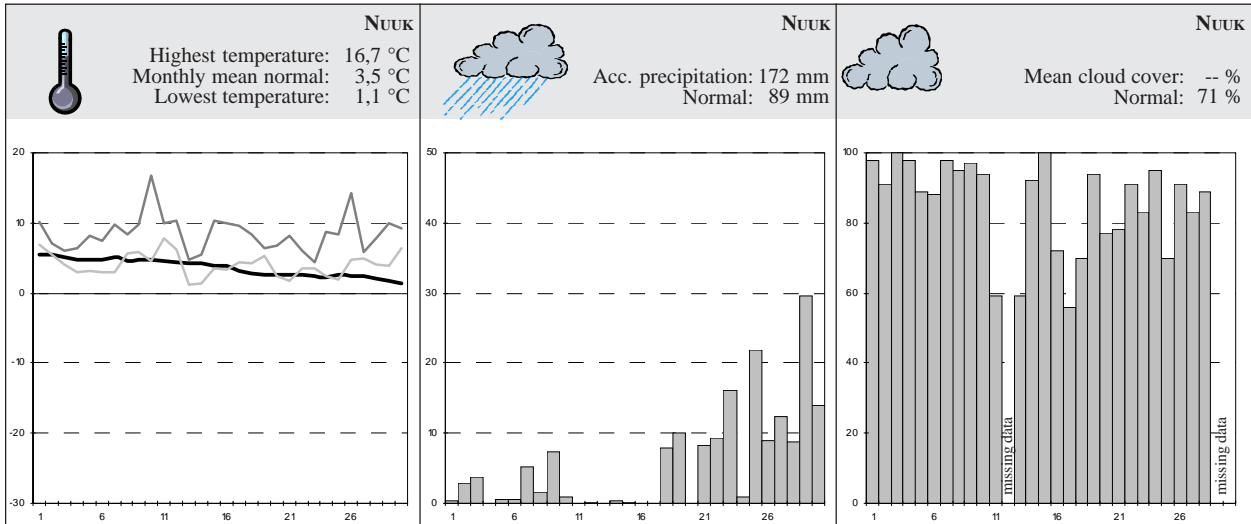 NUUK
Highest temperature: 16,7 °C
Monthly mean normal: 3,5 °C
Lowest temperature: 1,1 °C
20
10
0
-10
-20
-30
1 6 11 16 21 26
NUUK
Acc. precipitation: 172 mm
Normal: 89 mm
50
40
30
20
10
0
1 6 11 16 21 26
NUUK
Mean cloud cover: -- %
Normal: 71 %
100
80
60
40
20
0
missing data
missing data
1 6 11 16 21 26